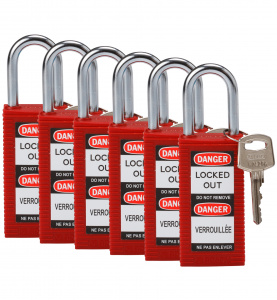 DANGER
LOCKED
OUT
DO NOT REMOVE
DANGER
VERROUILLÉE
NE PAS ENLEVER